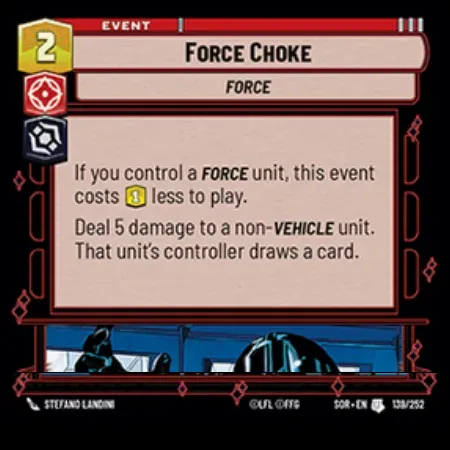 EVENT
2
FORCE CHOKE
FORCE
If you control a FORCE unit, this event
costs 1 less to play.
Deal 5 damage to a non-VEHICLE unit.
That unit's controller draws a card.
STEFANO LANDINI ©LFL ©FFG SOR • EN 139/252